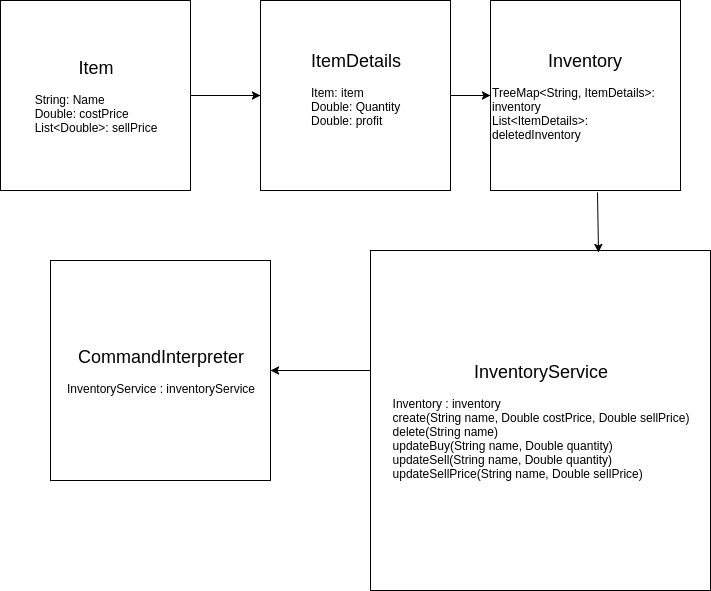 Item
String: Name
Double: costPrice
List<Double>: sellPrice
ItemDetails
Item: item
Double: Quantity
Double: profit
Inventory
TreeMap<String, ItemDetails>:
inventory
List<ItemDetails>:
deletedInventory
CommandInterpreter
InventoryService : inventoryService
InventoryService
Inventory : inventory
create(String name, Double costPrice, Double sellPrice)
delete(String name)
updateBuy(String name, Double quantity)
updateSell(String name, Double quantity)
updateSellPrice(String name, Double sellPrice)